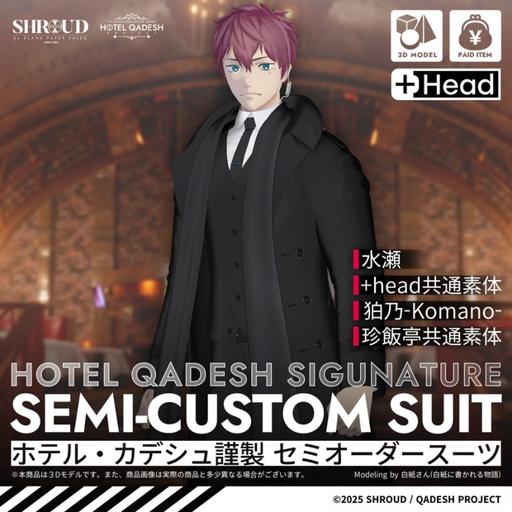 SHROUD
by BLANK PAPER TALES
HOTEL QADESH
3D MODEL
PAID ITEM
+Head
水瀬
+head共通素体
狛乃-Komano-
珍飯亭共通素体
HOTEL QADESH SIGUNATURE
SEMI-CUSTOM SUIT
ホテル・カデシュ謹製 セミオーダースーツ
※本商品は3Dモデルです。また、商品画像は実際の商品と多少異なる場合がございます。
Modeling by 白紙さん(白紙に書かれる物語)
©2025 SHROUD / QADESH PROJECT